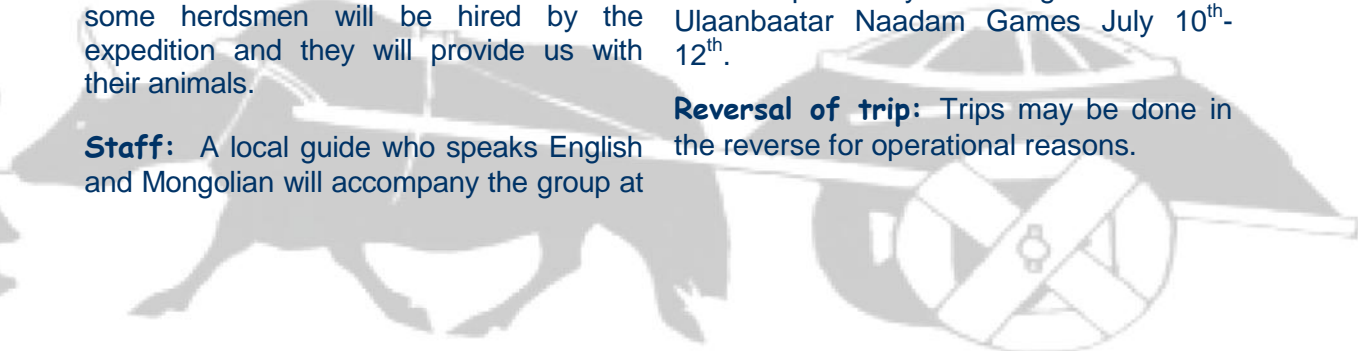 some herdsmen will be hired by the
expedition and they will provide us with
their animals.
Staff: A local guide who speaks English
and Mongolian will accompany the group at
Ulaanbaatar Naadam Games July 10th-
12th.
Reversal of trip: Trips may be done in
the reverse for operational reasons.